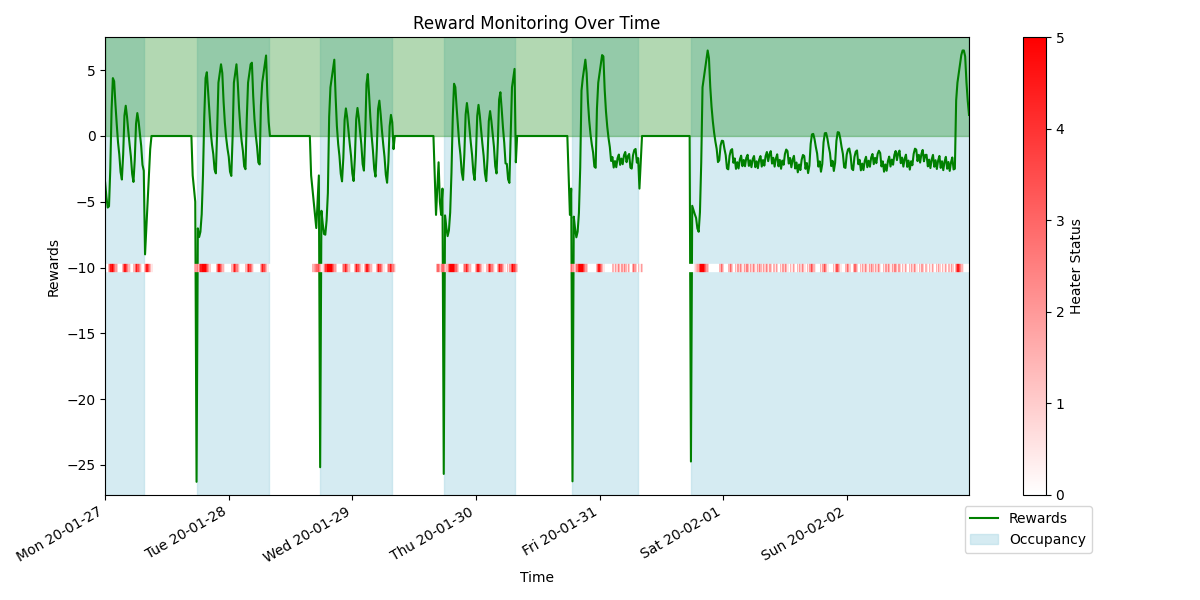 Reward Monitoring Over Time
5
0
−5
−10
−15
−20
−25
Rewards
Mon 20-01-27
Tue 20-01-28
Wed 20-01-29
Thu 20-01-30
Fri 20-01-31
Sat 20-02-01
Sun 20-02-02
Time
5
4
3
2
1
0
Heater Status
Rewards
Occupancy